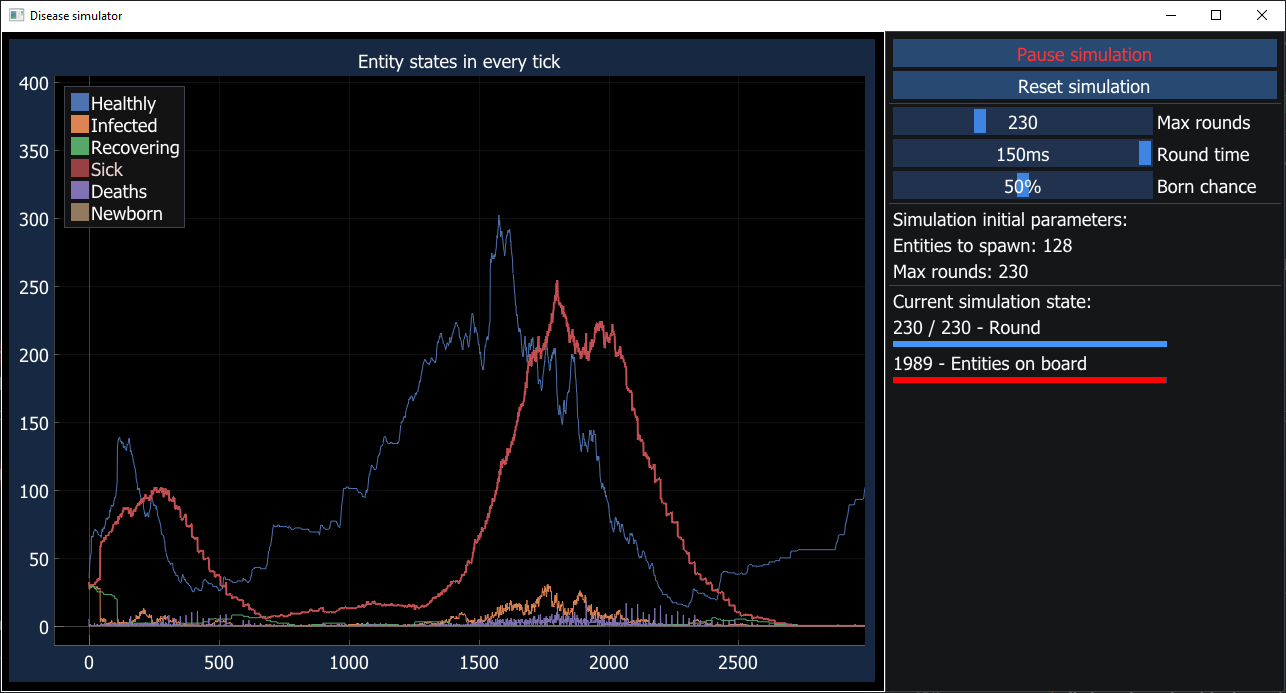 Disease simulator
Entity states in every tick
400
350
300
250
200
150
100
50
0
Healthly
Infected
Recovering
Sick
Deaths
Newborn
0 500 1000 1500 2000 2500
Pause simulation
Reset simulation
230 Max rounds
150ms Round time
50% Born chance
Simulation initial parameters:
Entities to spawn: 128
Max rounds: 230
Current simulation state:
230 / 230 - Round
1989 - Entities on board